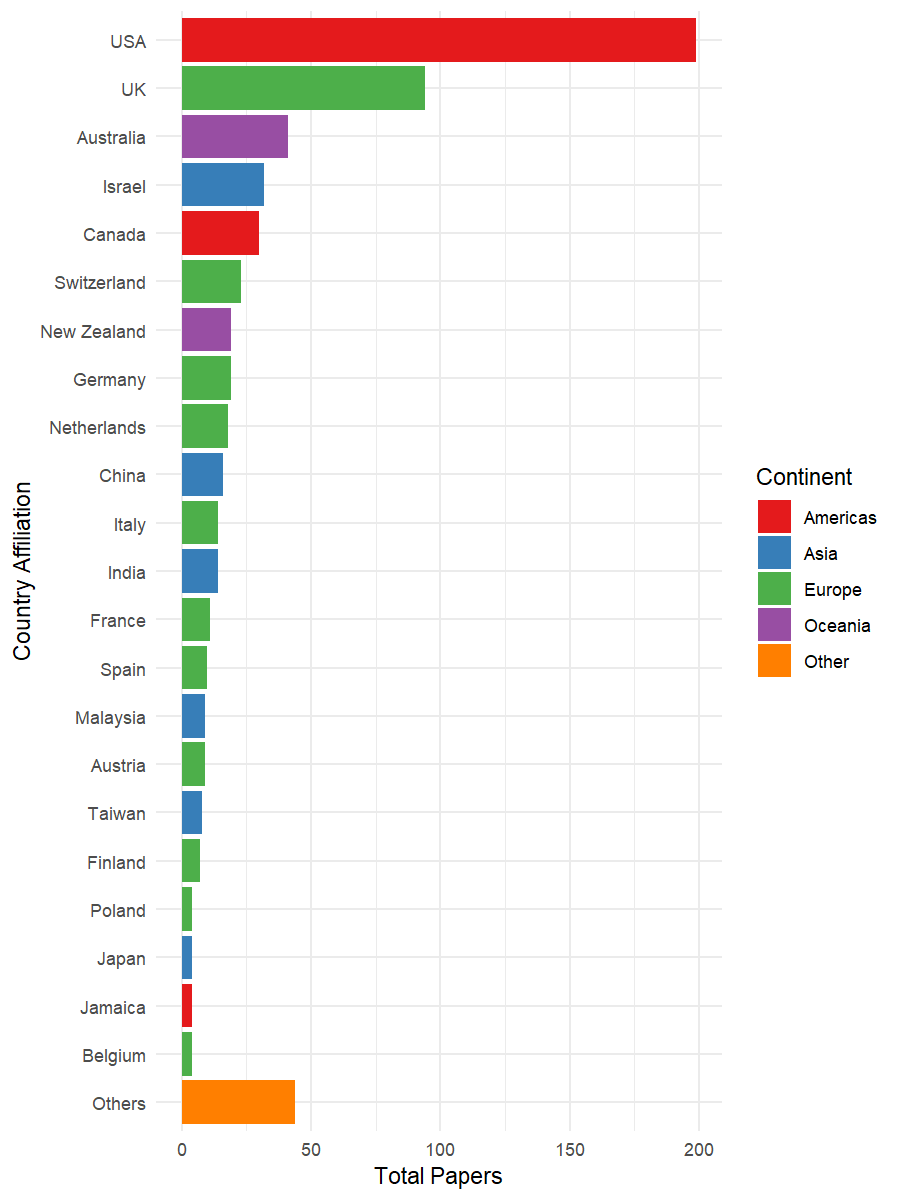 USA
UK
Australia
Israel
Canada
Switzerland
New Zealand
Germany
Netherlands
China
Italy
India
France
Spain
Malaysia
Austria
Taiwan
Finland
Poland
Japan
Jamaica
Belgium
Others
Country Affiliation
0 50 100 150 200
Total Papers
Continent
Americas
Asia
Europe
Oceania
Other